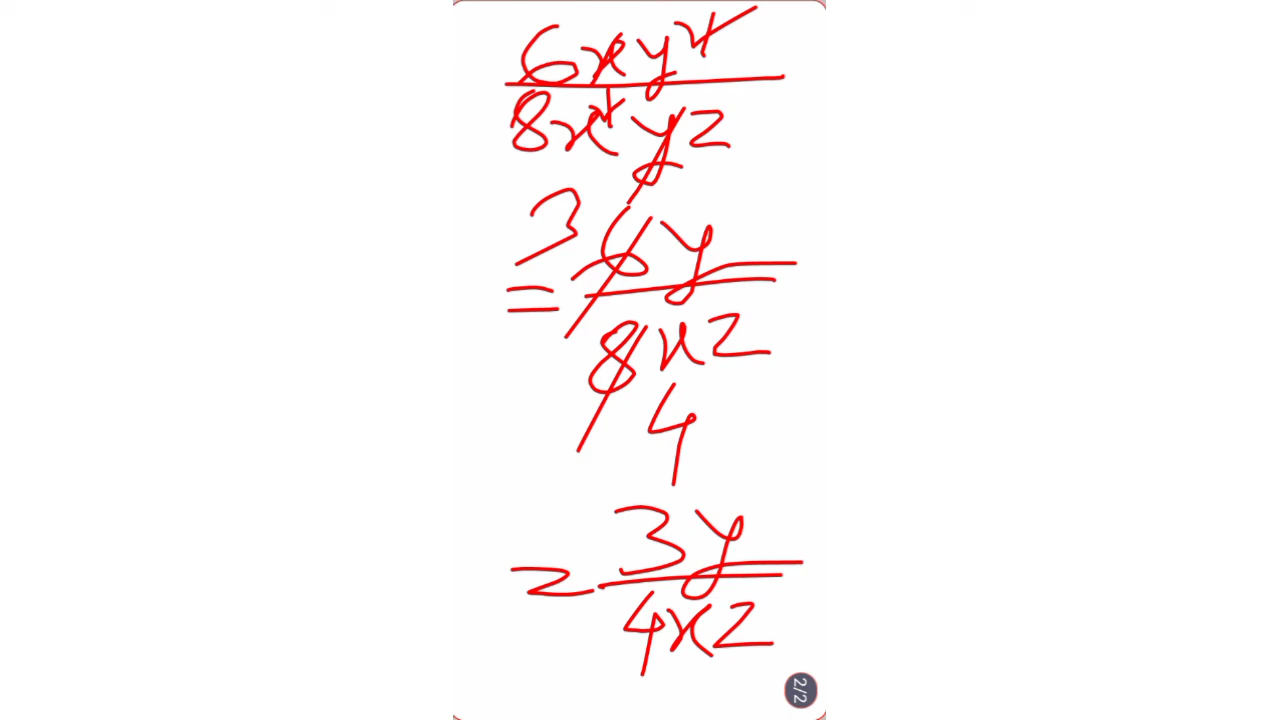 6xy²
8x²yz
3 6y
=
8xz
4
3y
=
4xz
2/2